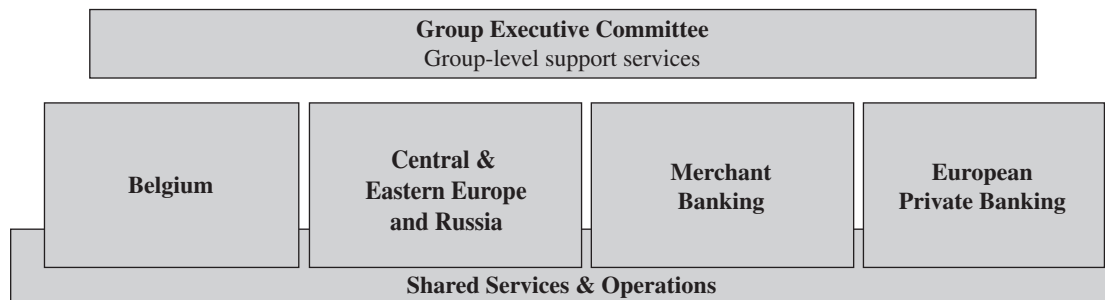 Group Executive Committee
Group-level support services
Belgium
Central &
Eastern Europe
and Russia
Merchant
Banking
European
Private Banking
Shared Services & Operations